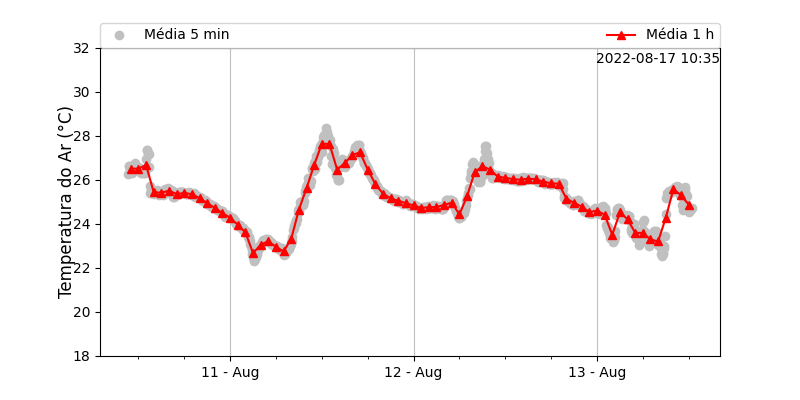 Média 5 min
Média 1 h
2022-08-17 10:35
Temperatura do Ar (°C)
32
30
28
26
24
22
20
18
11 - Aug
12 - Aug
13 - Aug